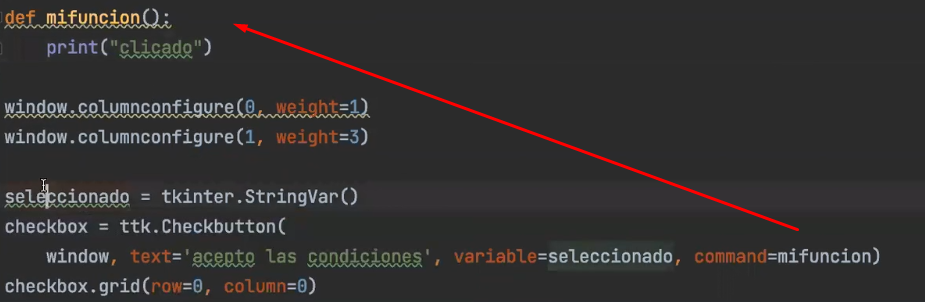 def mifuncion():
    print("clicado")
window.columnconfigure(0, weight=1)
window.columnconfigure(1, weight=3)
seleccionado = tkinter.StringVar()
checkbox = ttk.Checkbutton(
    window, text='acepto las condiciones', variable=seleccionado, command=mifuncion)
checkbox.grid(row=0, column=0)